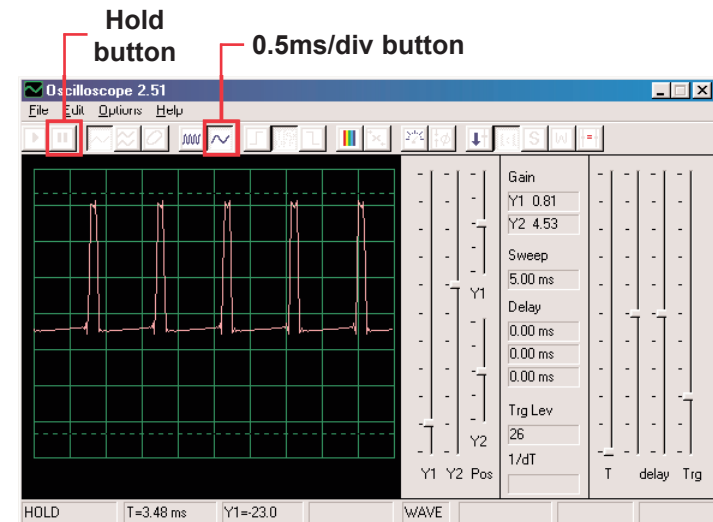 Hold
button
0.5ms/div button
Oscilloscope 2.51
File Edit Options Help
1:1 S W
Gain
Y1 0.81
Y2 4.53
Sweep
5.00 ms
Delay
0.00 ms
0.00 ms
0.00 ms
Trg Lev
26
1/dT
Y1
Y2
Y1 Y2 Pos
T delay Trg
HOLD T=3.48 ms Y1=-23.0 WAVE